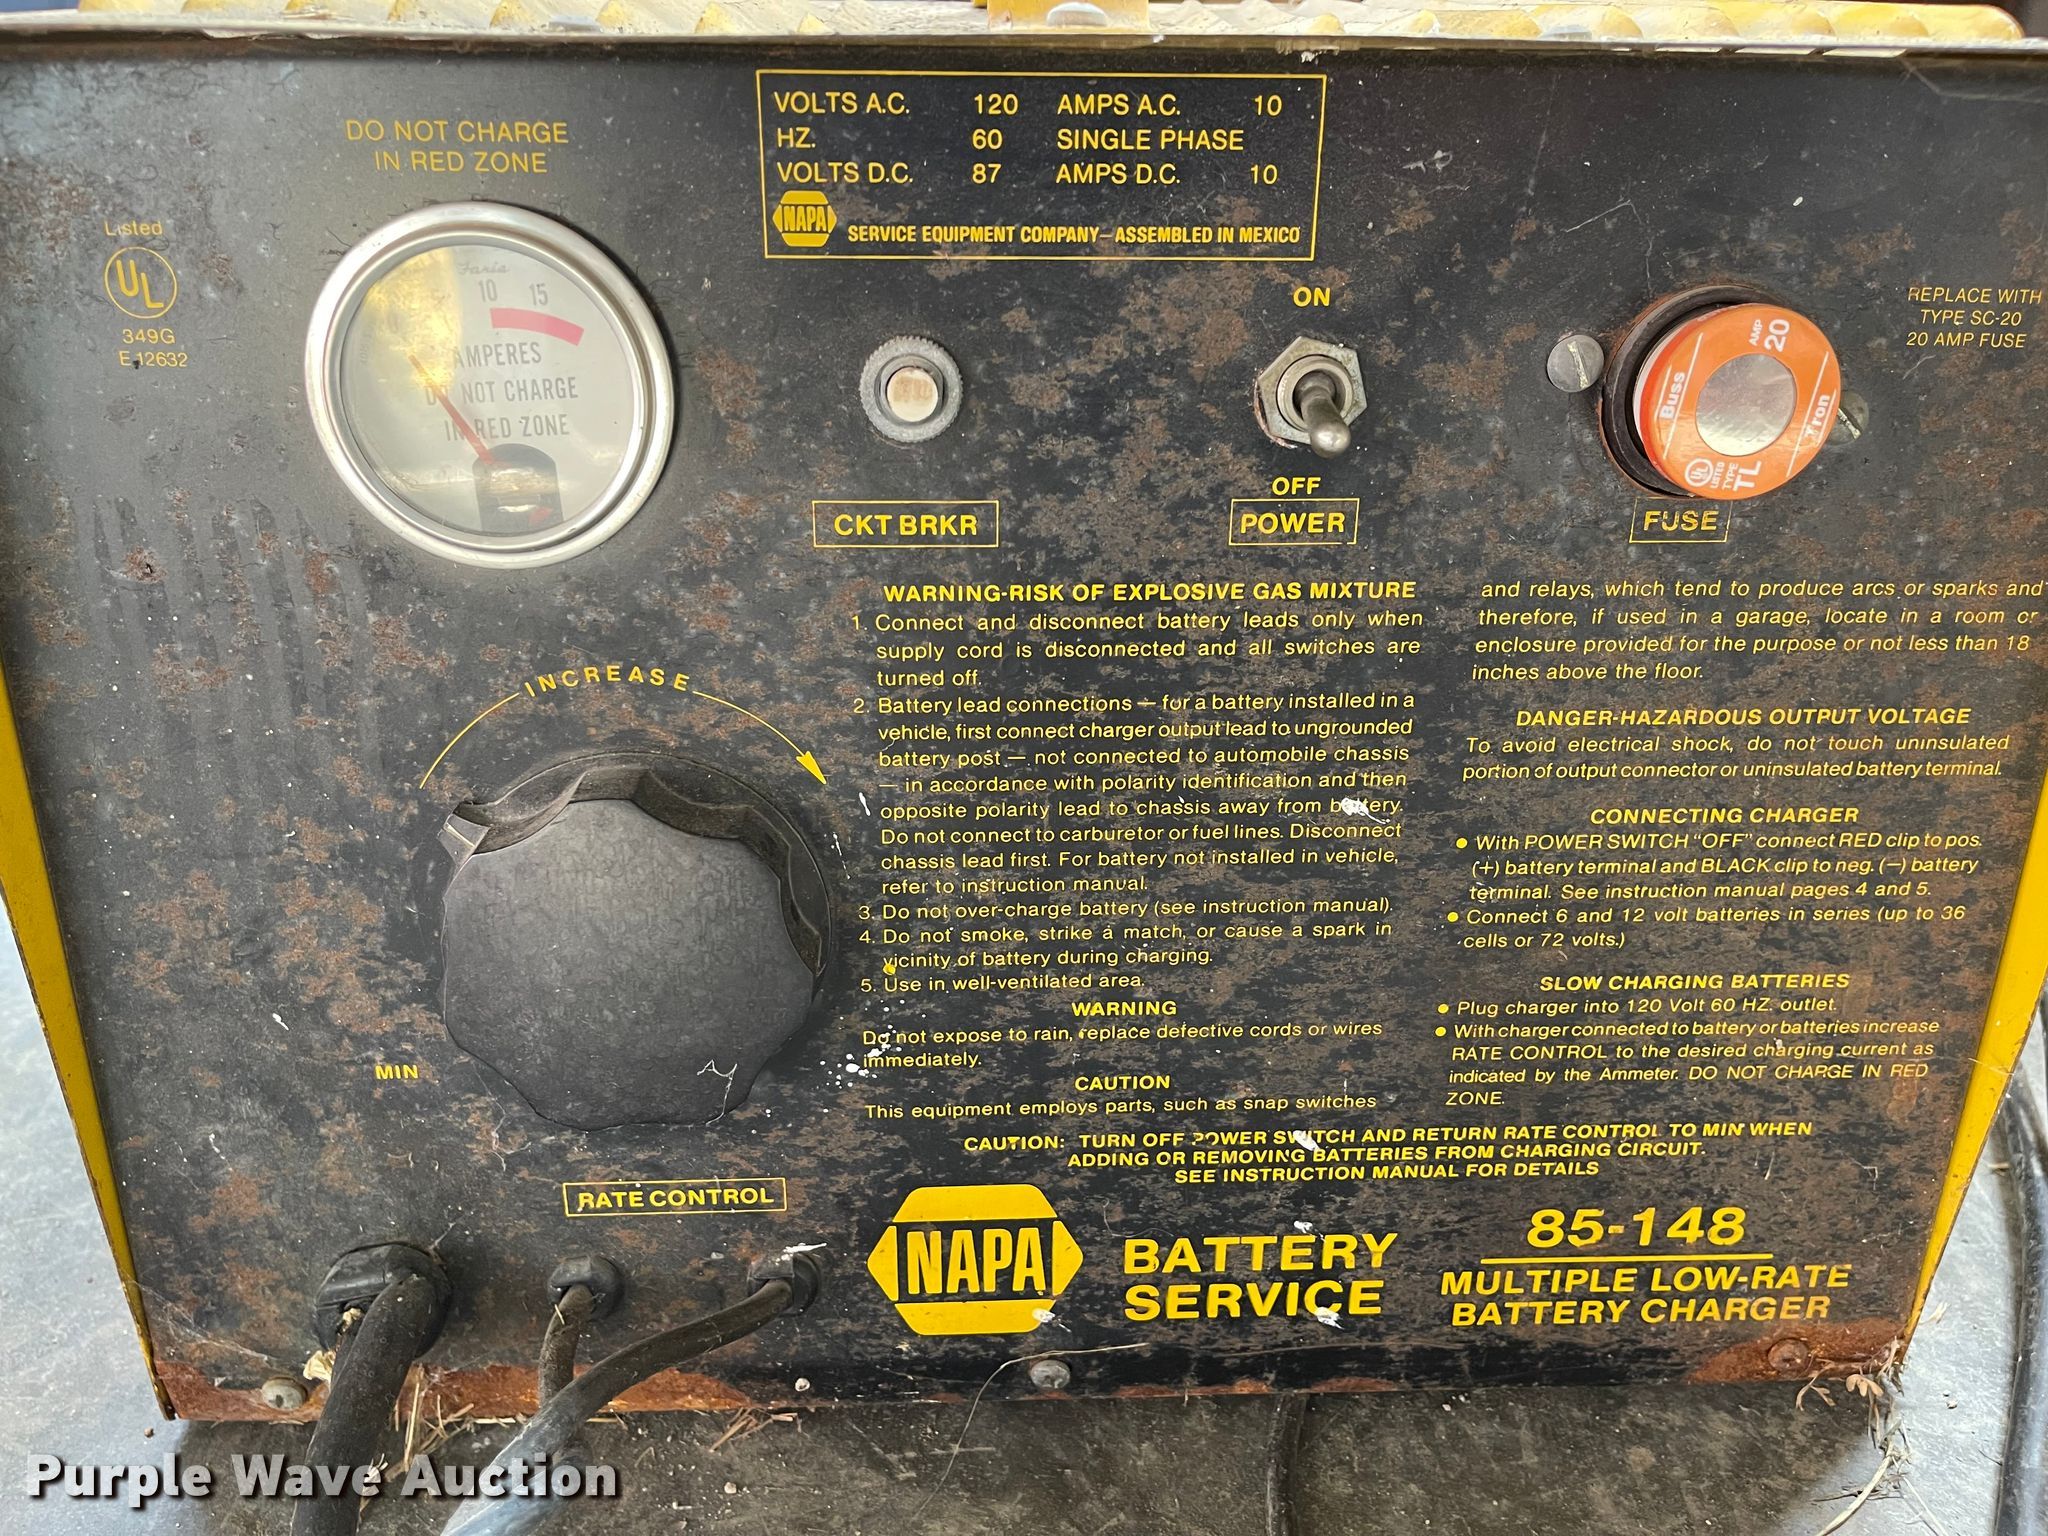 DO NOT CHARGE
IN RED ZONE
VOLTS A.C. 120 AMPS A.C. 10
HZ. 60 SINGLE PHASE
VOLTS D.C. 87 AMPS D.C. 10
NAPA SERVICE EQUIPMENT COMPANY—ASSEMBLED IN MEXICO
Listed
UL
349G
E 12632
Faria
10 15
AMPERES
DO NOT CHARGE
IN RED ZONE
CKT BRKR
ON
OFF
POWER
Buss
AMP 20
Tron
UL LISTED TYPE TL
FUSE
REPLACE WITH
TYPE SC-20
20 AMP FUSE
INCREASE
MIN
RATE CONTROL
WARNING-RISK OF EXPLOSIVE GAS MIXTURE
1. Connect and disconnect battery leads only when
supply cord is disconnected and all switches are
turned off.
2. Battery lead connections — for a battery installed in a
vehicle, first connect charger output lead to ungrounded
battery post — not connected to automobile chassis
— in accordance with polarity identification and then
opposite polarity lead to chassis away from battery.
Do not connect to carburetor or fuel lines. Disconnect
chassis lead first. For battery not installed in vehicle,
refer to instruction manual.
3. Do not over-charge battery (see instruction manual).
4. Do not smoke, strike a match, or cause a spark in
vicinity of battery during charging.
5. Use in well-ventilated area.
WARNING
Do not expose to rain, replace defective cords or wires
immediately.
CAUTION
This equipment employs parts, such as snap switches
and relays, which tend to produce arcs or sparks and
therefore, if used in a garage, locate in a room or
enclosure provided for the purpose or not less than 18
inches above the floor.
DANGER-HAZARDOUS OUTPUT VOLTAGE
To avoid electrical shock, do not touch uninsulated
portion of output connector or uninsulated battery terminal.
CONNECTING CHARGER
● With POWER SWITCH "OFF" connect RED clip to pos.
(+) battery terminal and BLACK clip to neg. (—) battery
terminal. See instruction manual pages 4 and 5.
● Connect 6 and 12 volt batteries in series (up to 36
cells or 72 volts.)
SLOW CHARGING BATTERIES
● Plug charger into 120 Volt 60 HZ. outlet.
● With charger connected to battery or batteries increase
RATE CONTROL to the desired charging current as
indicated by the Ammeter. DO NOT CHARGE IN RED
ZONE.
CAUTION: TURN OFF POWER SWITCH AND RETURN RATE CONTROL TO MIN WHEN
ADDING OR REMOVING BATTERIES FROM CHARGING CIRCUIT.
SEE INSTRUCTION MANUAL FOR DETAILS
NAPA
BATTERY
SERVICE
85-148
MULTIPLE LOW-RATE
BATTERY CHARGER
Purple Wave Auction